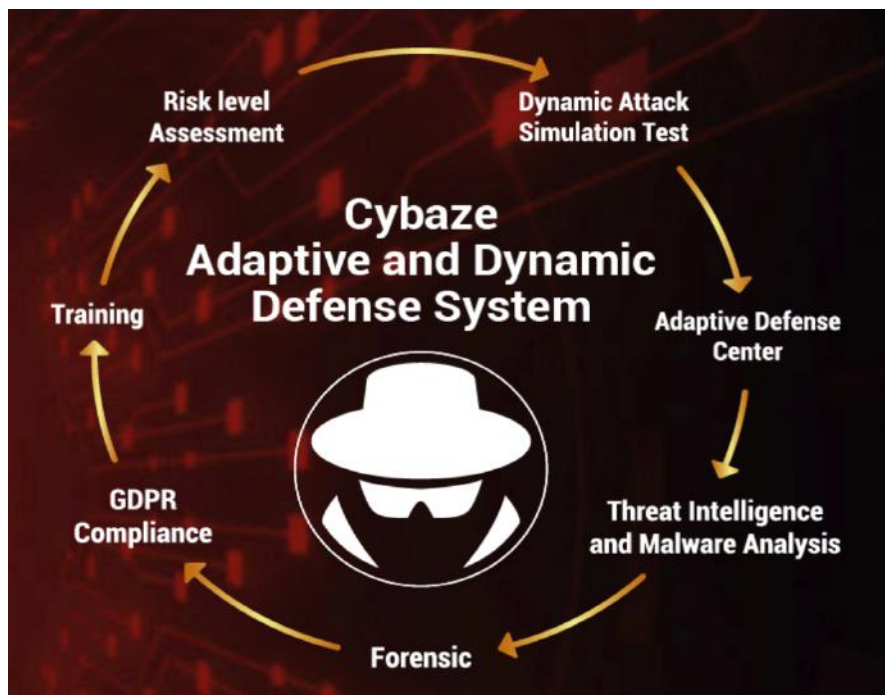 Risk level
Assessment
Dynamic Attack
Simulation Test
Cybaze
Adaptive and Dynamic
Defense System
Training
Adaptive Defense
Center
GDPR
Compliance
Threat Intelligence
and Malware Analysis
Forensic